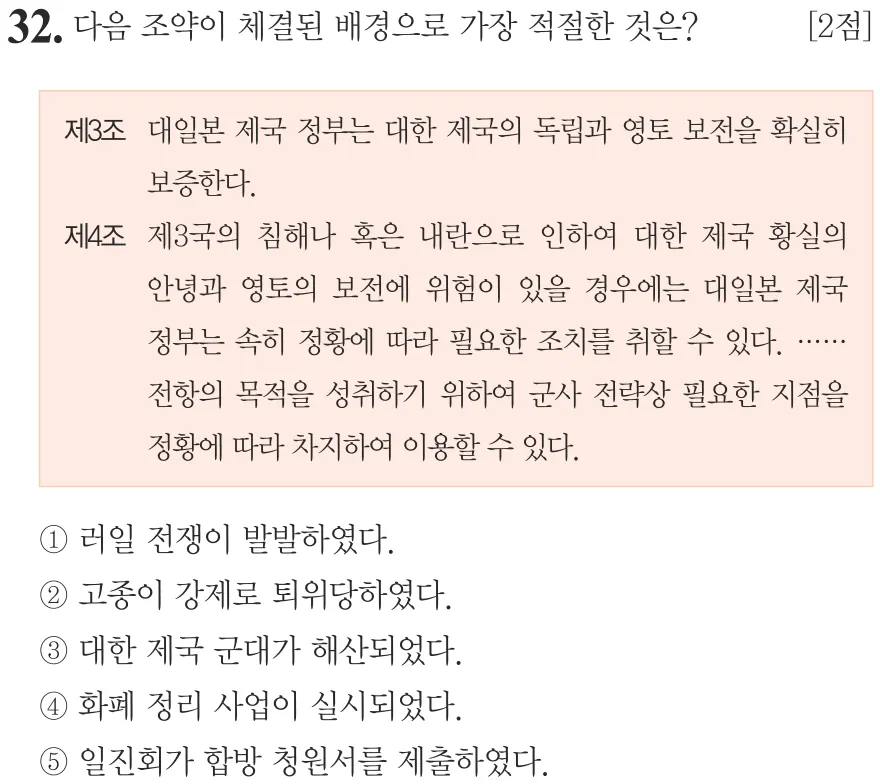 32. 다음 조약이 체결된 배경으로 가장 적절한 것은? [2점]
제3조 대일본 제국 정부는 대한 제국의 독립과 영토 보전을 확실히
보증한다.
제4조 제3국의 침해나 혹은 내란으로 인하여 대한 제국 황실의
안녕과 영토의 보전에 위험이 있을 경우에는 대일본 제국
정부는 속히 정황에 따라 필요한 조치를 취할 수 있다. ……
전항의 목적을 성취하기 위하여 군사 전략상 필요한 지점을
정황에 따라 차지하여 이용할 수 있다.
① 러일 전쟁이 발발하였다.
② 고종이 강제로 퇴위당하였다.
③ 대한 제국 군대가 해산되었다.
④ 화폐 정리 사업이 실시되었다.
⑤ 일진회가 합방 청원서를 제출하였다.